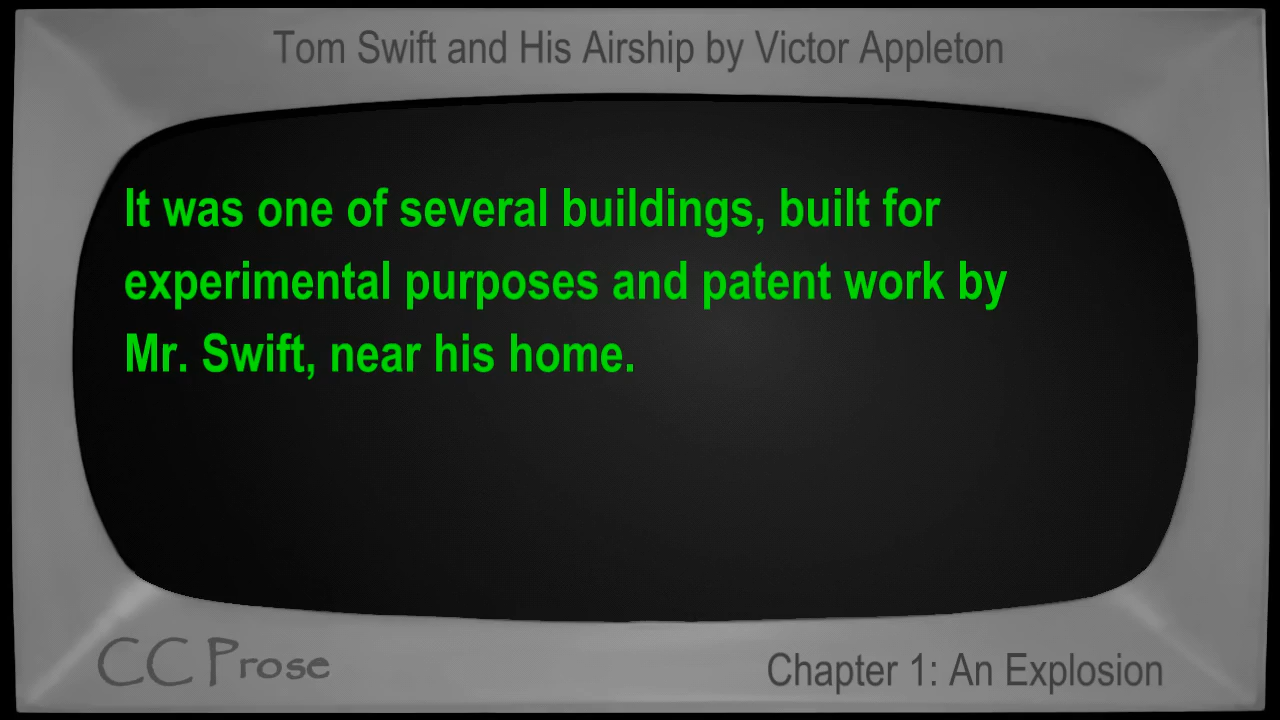 Tom Swift and His Airship by Victor Appleton
It was one of several buildings, built for
experimental purposes and patent work by
Mr. Swift, near his home.
CC Prose
Chapter 1: An Explosion